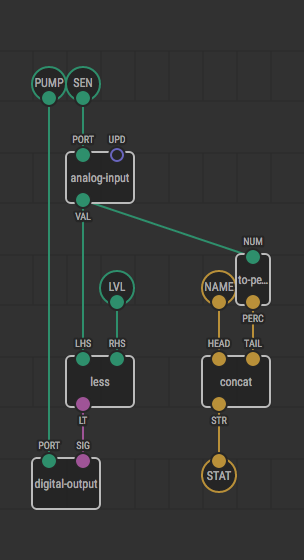 PUMP SEN
PORT UPD
analog-input
VAL
NUM
LVL NAME to-pe...
PERC
LHS RHS HEAD TAIL
less concat
LT STR
PORT SIG STAT
digital-output